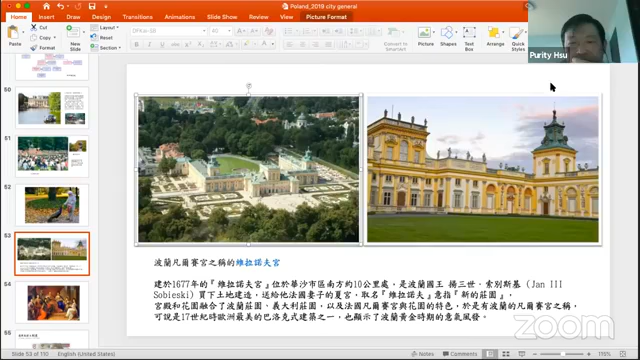 Poland_2019 city general
Home Insert Draw Design Transitions Animations Slide Show Review View Picture Format
Cut
Copy
Paste
Format
Layout
Reset
Section
Convert to
SmartArt
Picture
Shapes
Text
Box
Arrange
Quick
Styles
Purity Hsu
50
51
52
53
54
55
波蘭凡爾賽宮之稱的維拉諾夫宮
建於1677年的『維拉諾夫宮』位於華沙市區南方約10公里處，是波蘭國王 揚三世．索別斯基 (Jan III
Sobieski) 買下土地建造，送給他法國妻子的夏宮，取名『維拉諾夫』意指『新的莊園』，
宮殿和花園融合了波蘭莊園、義大利莊園，以及法國凡爾賽宮與花園的特色，於是有波蘭的凡爾賽宮之稱，
可說是17世紀時歐洲最美的巴洛克式建築之一，也顯示了波蘭黃金時期的意氣風發。
zoom
Slide 53 of 110
English (United States)
Notes
Comments
115%